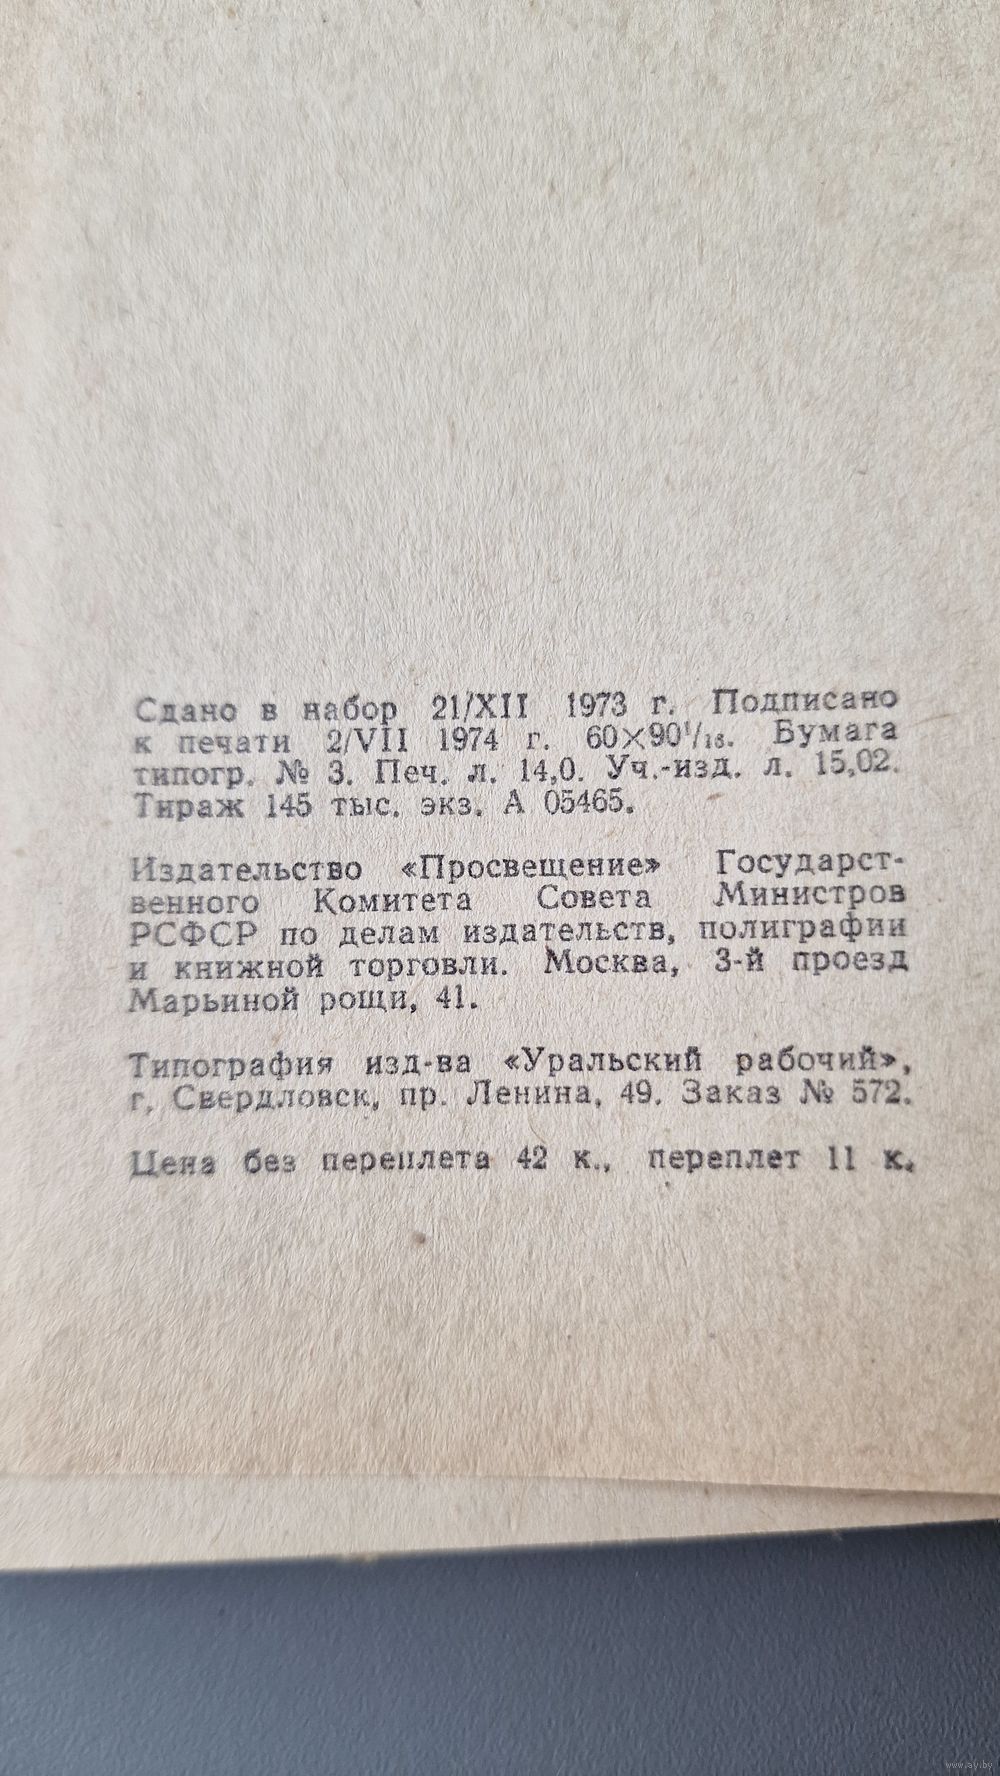 Сдано в набор 21/XII 1973 г. Подписано
к печати 2/VII 1974 г. 60×90¹/₁₆. Бумага
типогр. № 3. Печ. л. 14,0. Уч.-изд. л. 15,02.
Тираж 145 тыс. экз. А 05465.
Издательство «Просвещение» Государст-
венного Комитета Совета Министров
РСФСР по делам издательств, полиграфии
и книжной торговли. Москва, 3-й проезд
Марьиной рощи, 41.
Типография изд-ва «Уральский рабочий»,
г. Свердловск, пр. Ленина, 49. Заказ № 572.
Цена без переплета 42 к., переплет 11 к.
www.ay.by